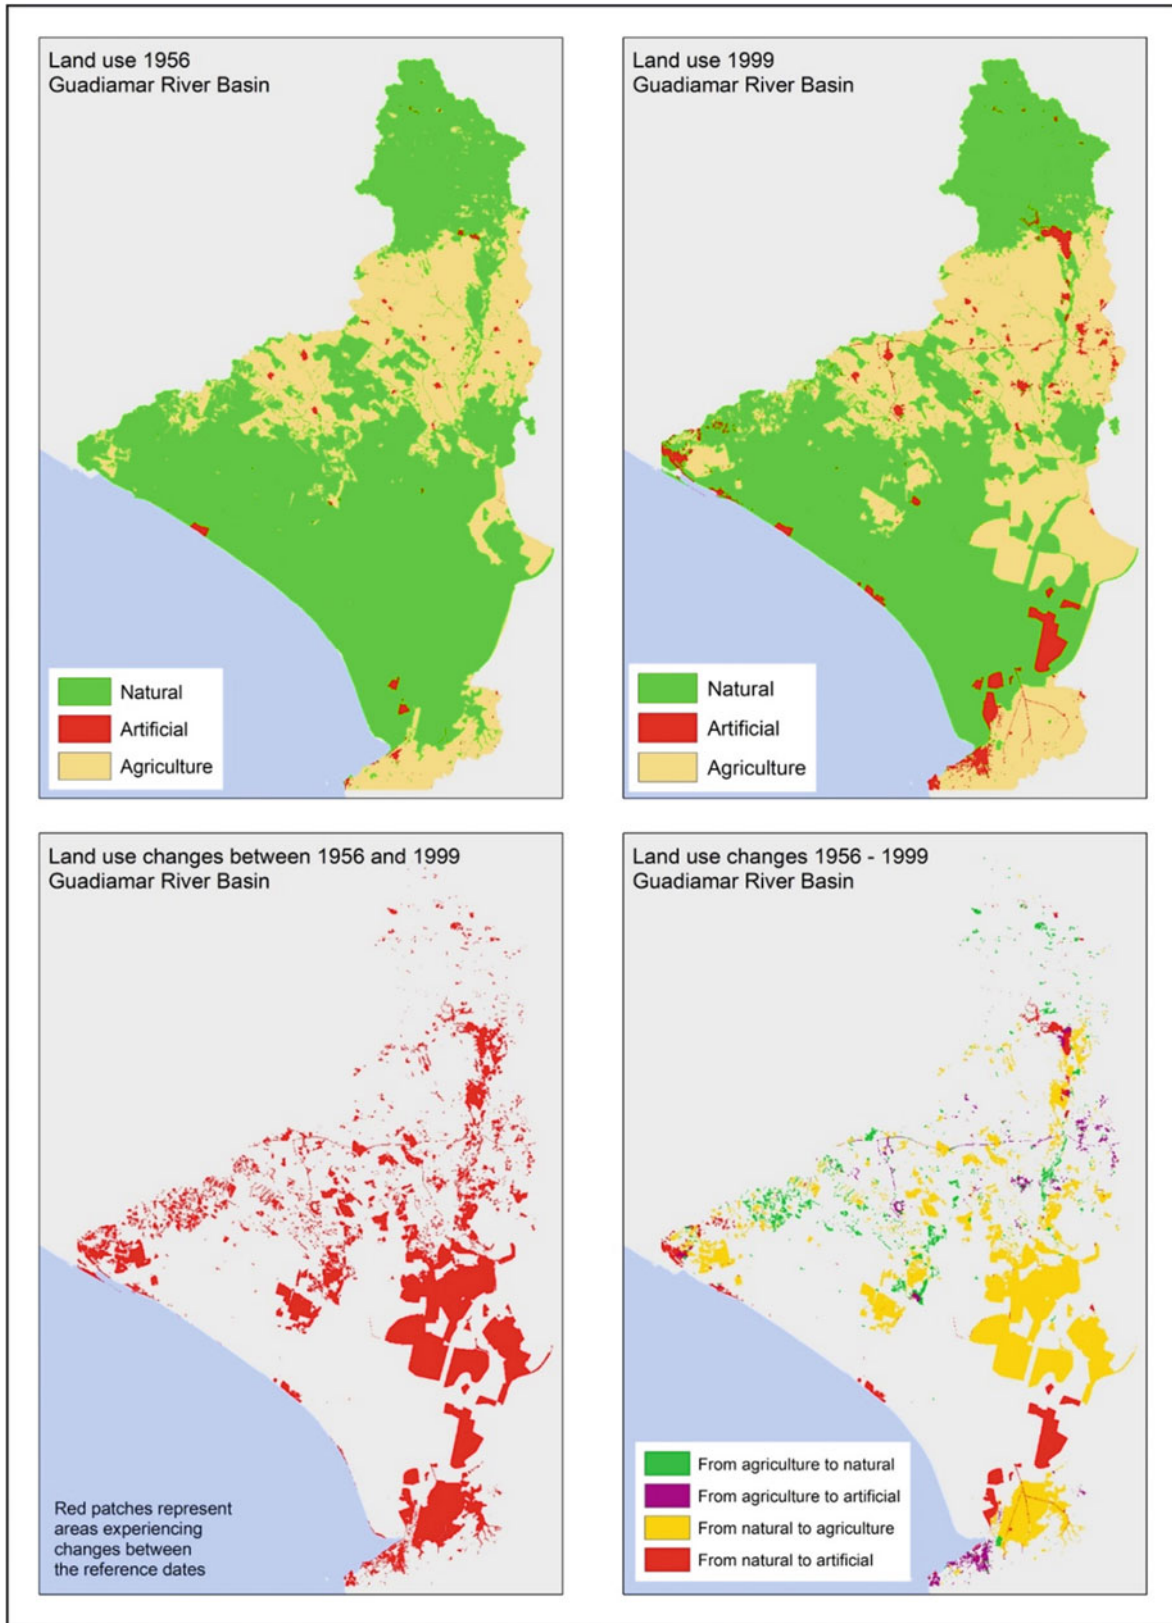 Land use 1956
Guadiamar River Basin
Natural
Artificial
Agriculture
Land use 1999
Guadiamar River Basin
Natural
Artificial
Agriculture
Land use changes between 1956 and 1999
Guadiamar River Basin
Red patches represent
areas experiencing
changes between
the reference dates
Land use changes 1956 - 1999
Guadiamar River Basin
From agriculture to natural
From agriculture to artificial
From natural to agriculture
From natural to artificial